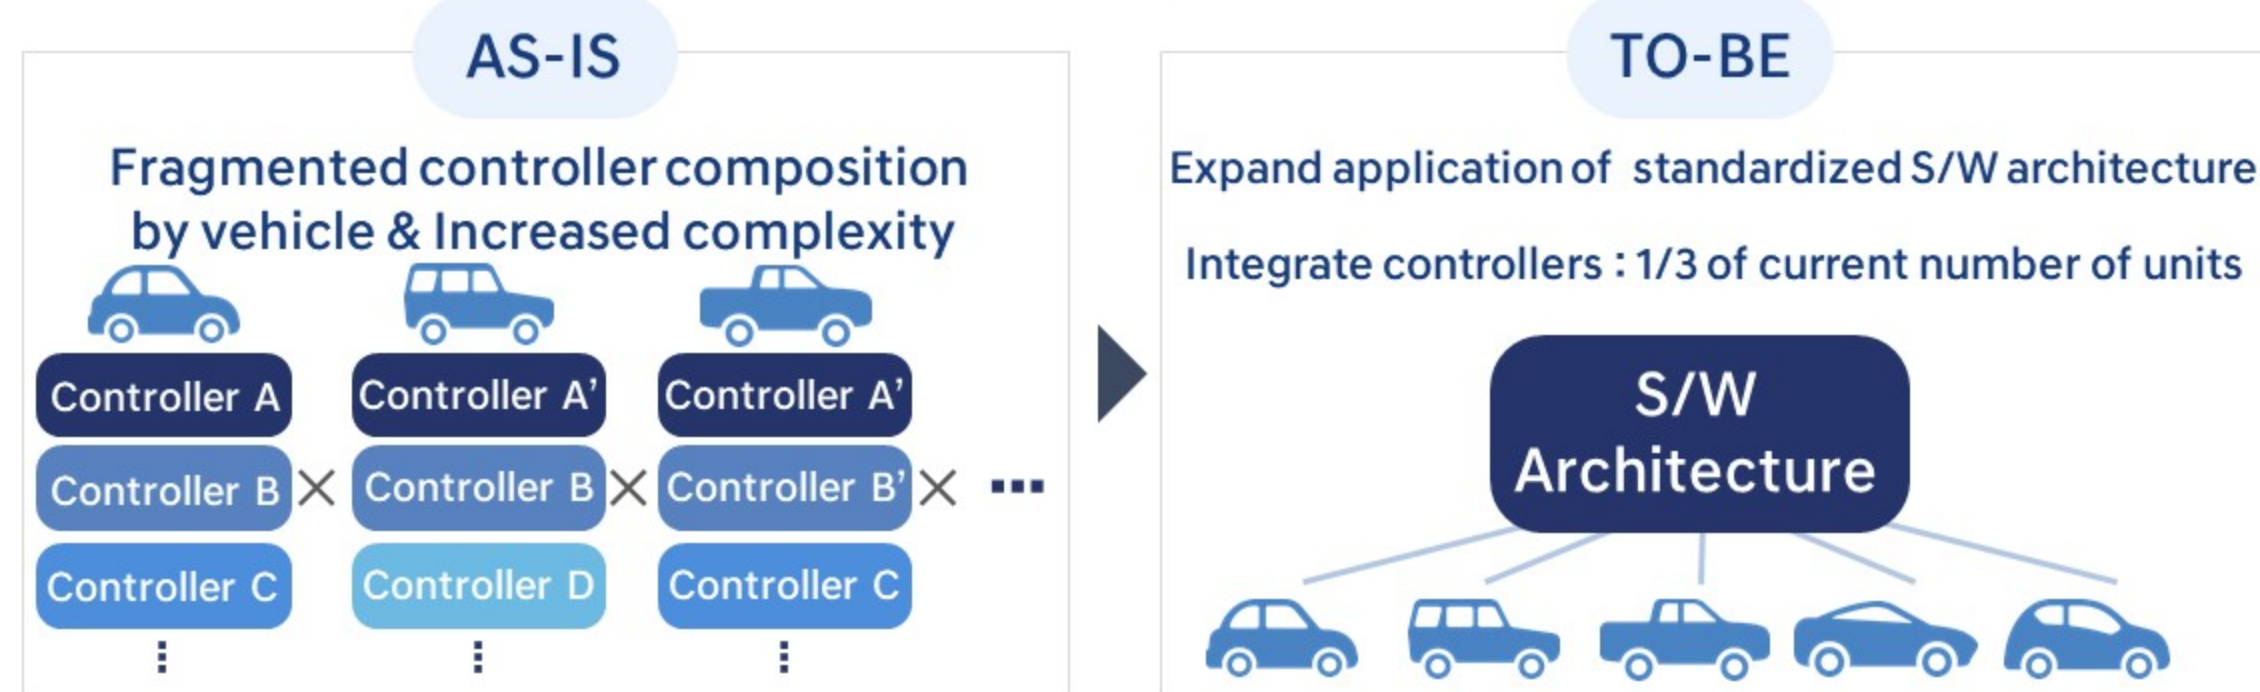 AS-IS
Fragmented controller composition
by vehicle & Increased complexity
Controller A
Controller A’
Controller A’
Controller B
Controller B
Controller B’
Controller C
Controller D
Controller C
TO-BE
Expand application of standardized S/W architecture
Integrate controllers : 1/3 of current number of units
S/W
Architecture